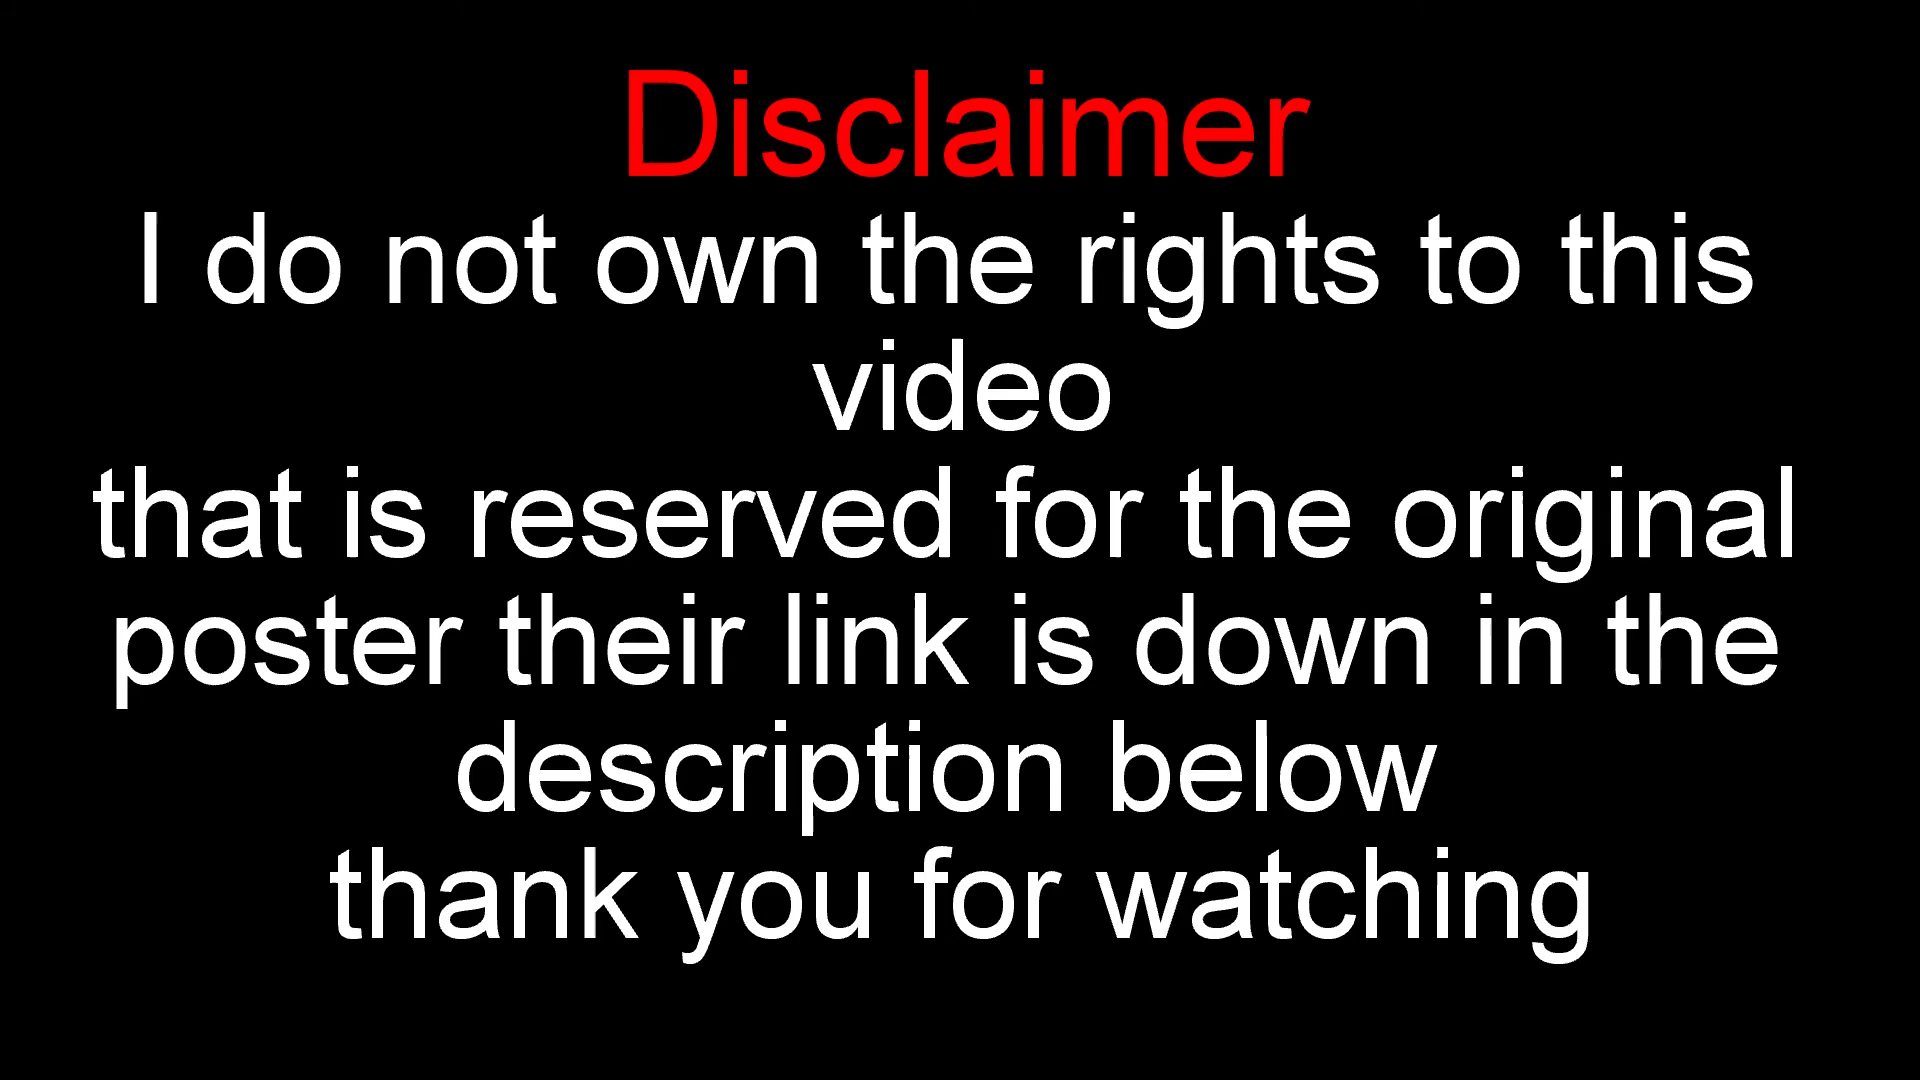 Disclaimer
I do not own the rights to this
video
that is reserved for the original
poster their link is down in the
description below
thank you for watching